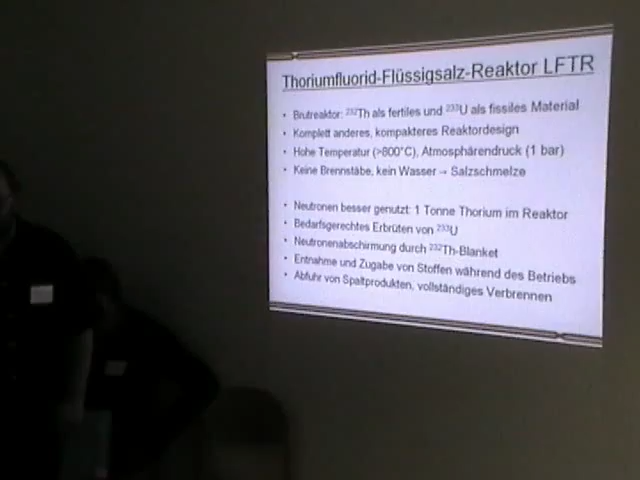 Thoriumfluorid-Flüssigsalz-Reaktor LFTR
• Brutreaktor: ²³²Th als fertiles und ²³³U als fissiles Material
• Komplett anderes, kompakteres Reaktordesign
• Hohe Temperatur (>800°C), Atmosphärendruck (1 bar)
• Keine Brennstäbe, kein Wasser → Salzschmelze
• Neutronen besser genutzt: 1 Tonne Thorium im Reaktor
• Bedarfsgerechtes Erbrüten von ²³³U
• Neutronenabschirmung durch ²³²Th-Blanket
• Entnahme und Zugabe von Stoffen während des Betriebs
• Abfuhr von Spaltprodukten, vollständiges Verbrennen